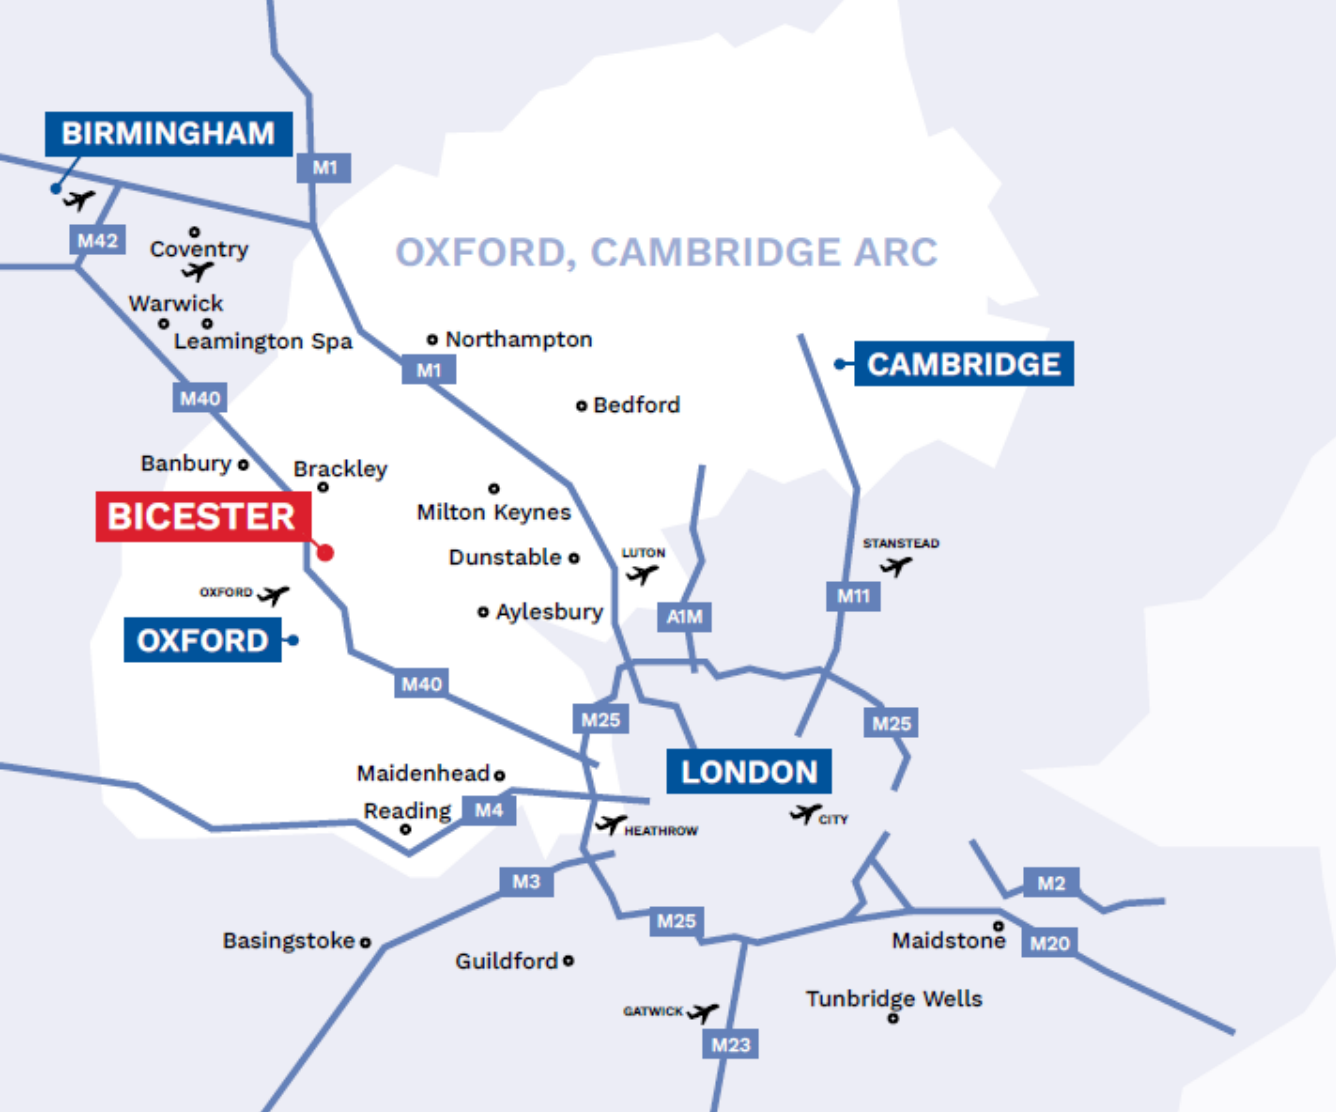 BIRMINGHAM
M1
M42
Coventry
OXFORD, CAMBRIDGE ARC
Warwick
Leamington Spa
Northampton
M1
CAMBRIDGE
M40
Bedford
Banbury
Brackley
BICESTER
Milton Keynes
STANSTEAD
LUTON
Dunstable
OXFORD
M11
Aylesbury
A1M
OXFORD
M40
M25
M25
LONDON
Maidenhead
Reading
M4
CITY
HEATHROW
M3
M2
M25
Basingstoke
Maidstone
M20
Guildford
Tunbridge Wells
GATWICK
M23